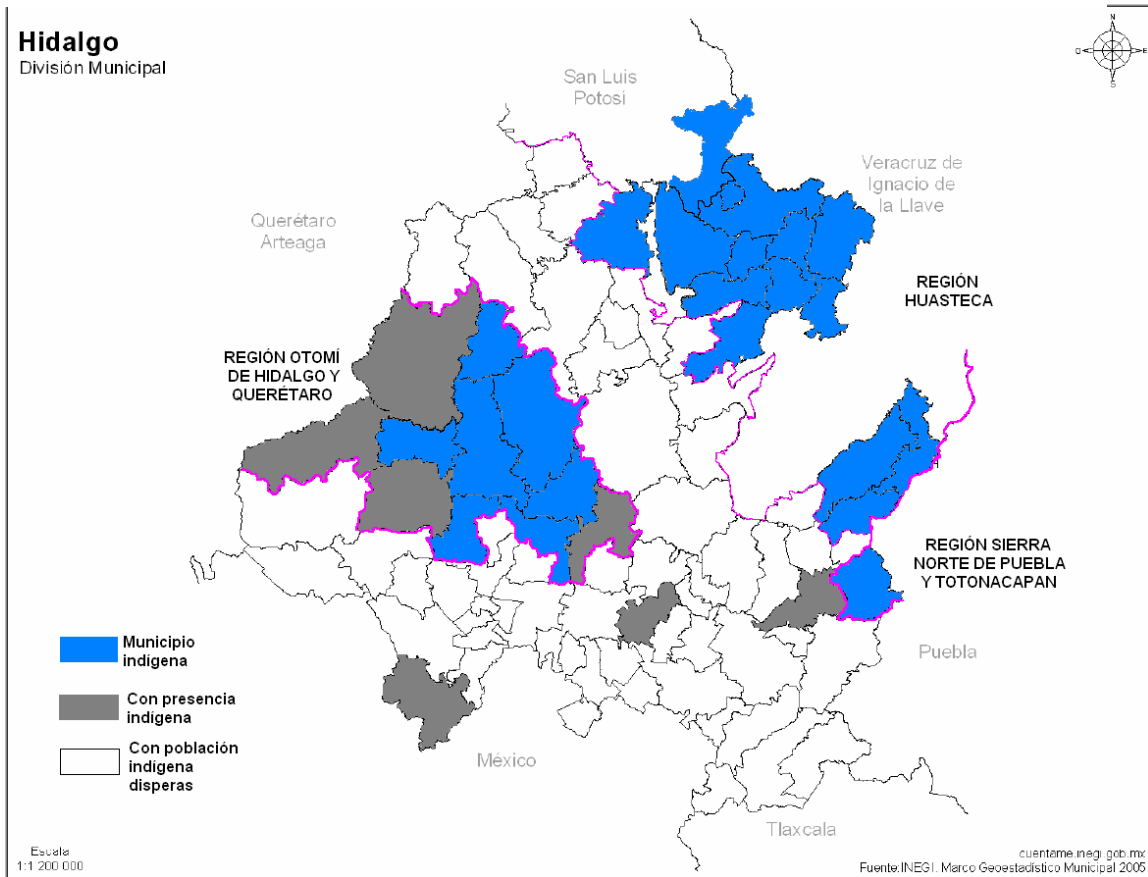 Hidalgo
División Municipal
San Luis
Potosí
Veracruz de
Ignacio de
la Llave
Querétaro
Arteaga
REGIÓN
HUASTECA
REGIÓN OTOMÍ
DE HIDALGO Y
QUERÉTARO
REGIÓN SIERRA
NORTE DE PUEBLA
Y TOTONACAPAN
Puebla
México
Tlaxcala
N
O
E
S
Municipio
indígena
Con presencia
indígena
Con población
indígena
disperas
Escala
1:1 200 000
cuentame.inegi.gob.mx
Fuente:INEGI. Marco Geoestadístico Municipal 2005